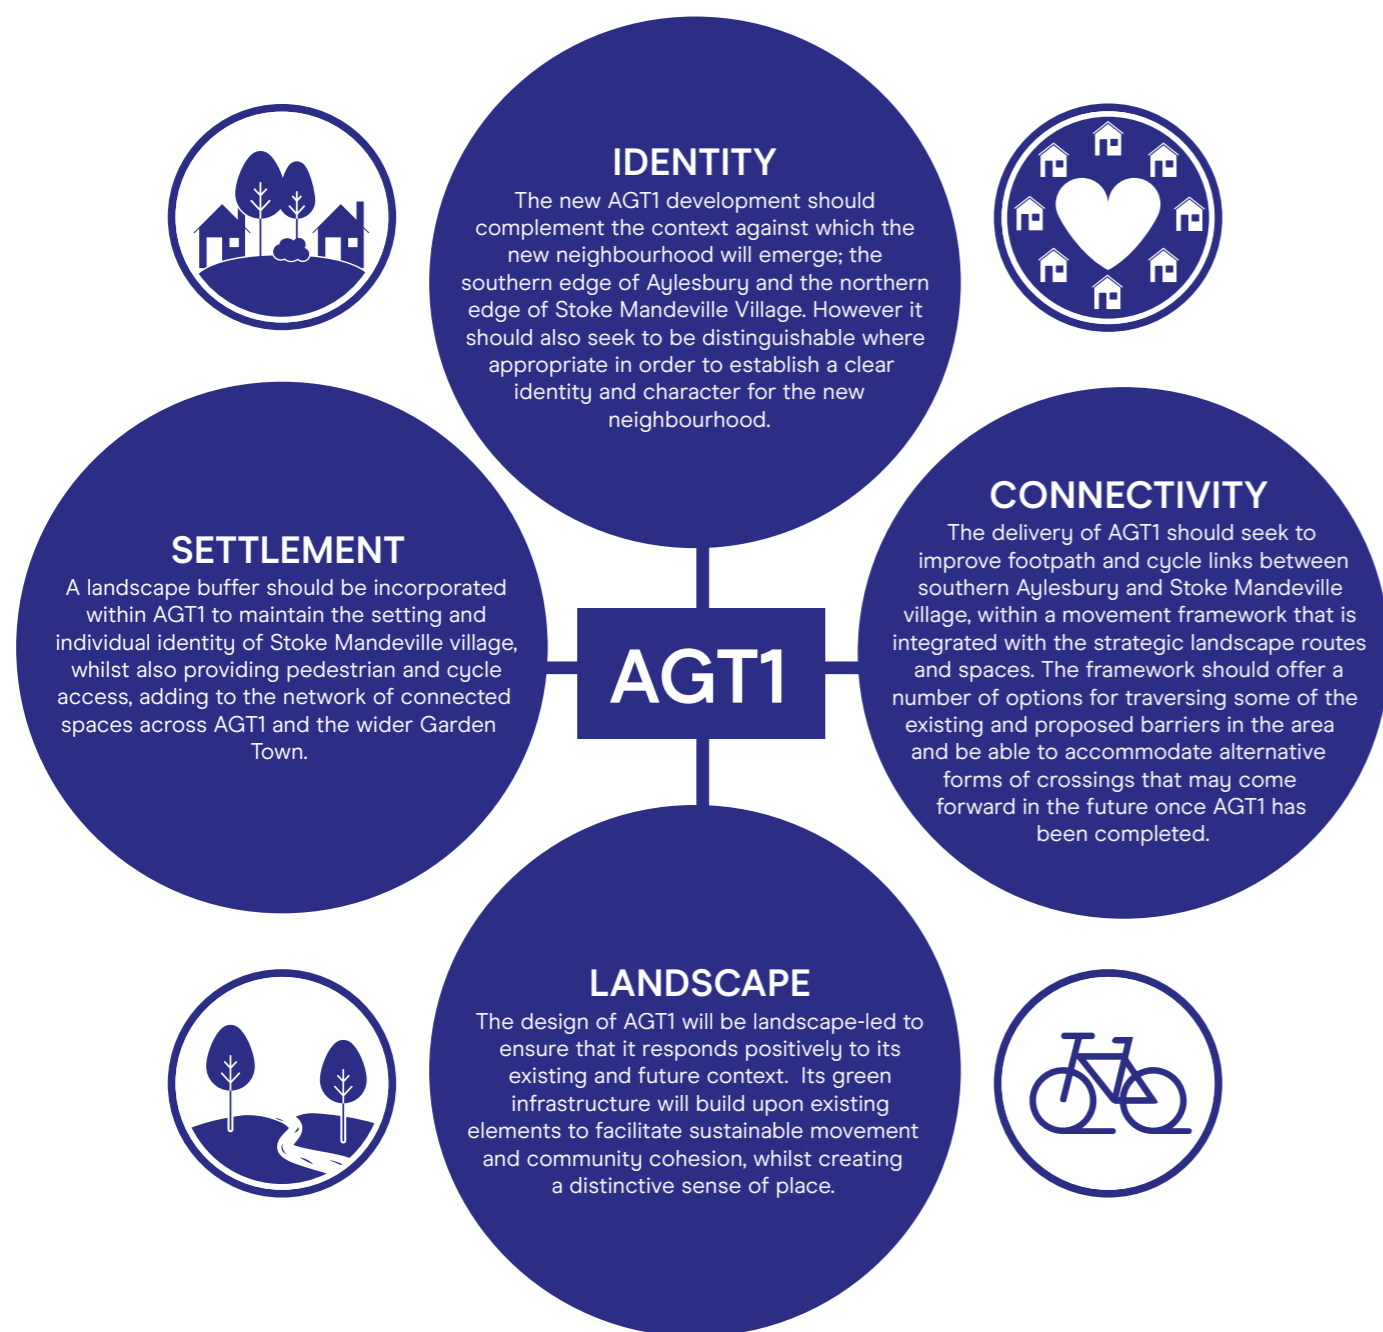 IDENTITY
The new AGT1 development should
complement the context against which the
new neighbourhood will emerge; the
southern edge of Aylesbury and the northern
edge of Stoke Mandeville Village. However it
should also seek to be distinguishable where
appropriate in order to establish a clear
identity and character for the new
neighbourhood.
SETTLEMENT
A landscape buffer should be incorporated
within AGT1 to maintain the setting and
individual identity of Stoke Mandeville village,
whilst also providing pedestrian and cycle
access, adding to the network of connected
spaces across AGT1 and the wider Garden
Town.
AGT1
CONNECTIVITY
The delivery of AGT1 should seek to
improve footpath and cycle links between
southern Aylesbury and Stoke Mandeville
village, within a movement framework that is
integrated with the strategic landscape routes
and spaces. The framework should offer a
number of options for traversing some of the
existing and proposed barriers in the area
and be able to accommodate alternative
forms of crossings that may come
forward in the future once AGT1 has
been completed.
LANDSCAPE
The design of AGT1 will be landscape-led to
ensure that it responds positively to its
existing and future context.  Its green
infrastructure will build upon existing
elements to facilitate sustainable movement
and community cohesion, whilst creating
a distinctive sense of place.